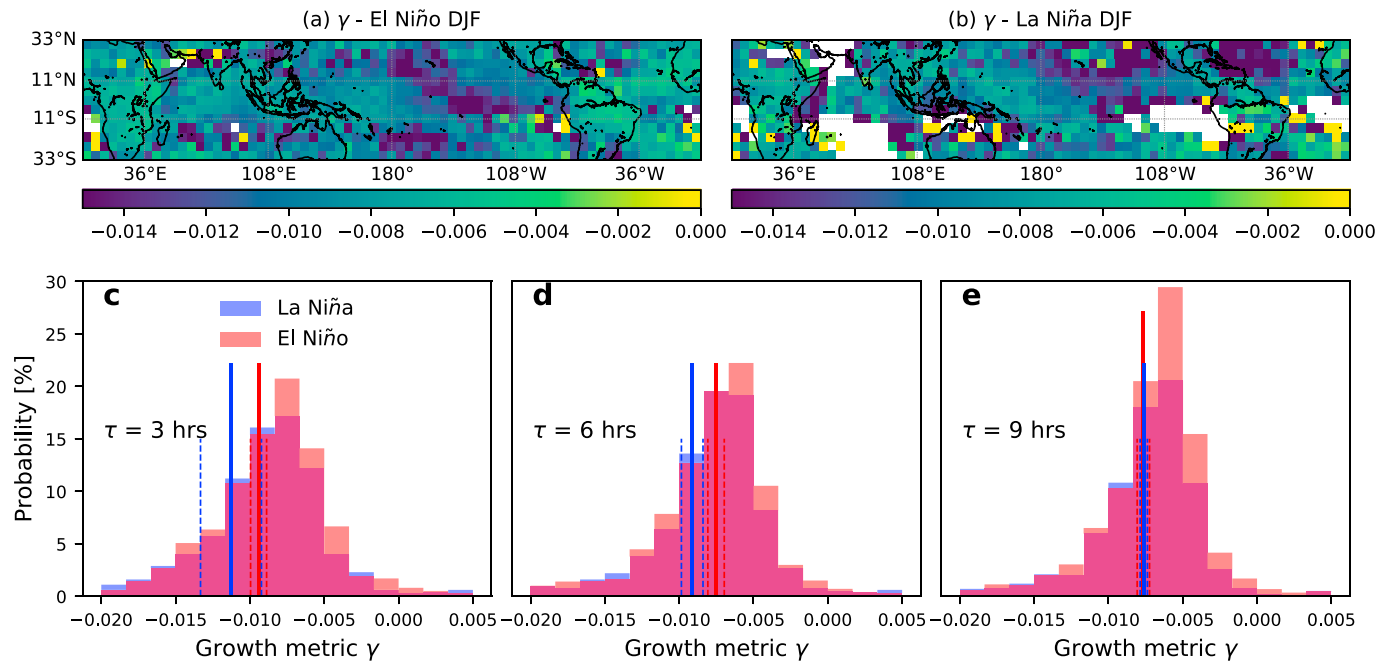 (a) γ - El Niño DJF
(b) γ - La Niña DJF
33°N
11°N
11°S
33°S
36°E 108°E 180° 108°W 36°W
36°E 108°E 180° 108°W 36°W
−0.014 −0.012 −0.010 −0.008 −0.006 −0.004 −0.002 0.000
−0.014 −0.012 −0.010 −0.008 −0.006 −0.004 −0.002 0.000
Probability [%]
30
25
20
15
10
5
0
c
La Niña
El Niño
τ = 3 hrs
−0.020 −0.015 −0.010 −0.005 0.000 0.005
Growth metric γ
d
τ = 6 hrs
−0.020 −0.015 −0.010 −0.005 0.000 0.005
Growth metric γ
e
τ = 9 hrs
−0.020 −0.015 −0.010 −0.005 0.000 0.005
Growth metric γ